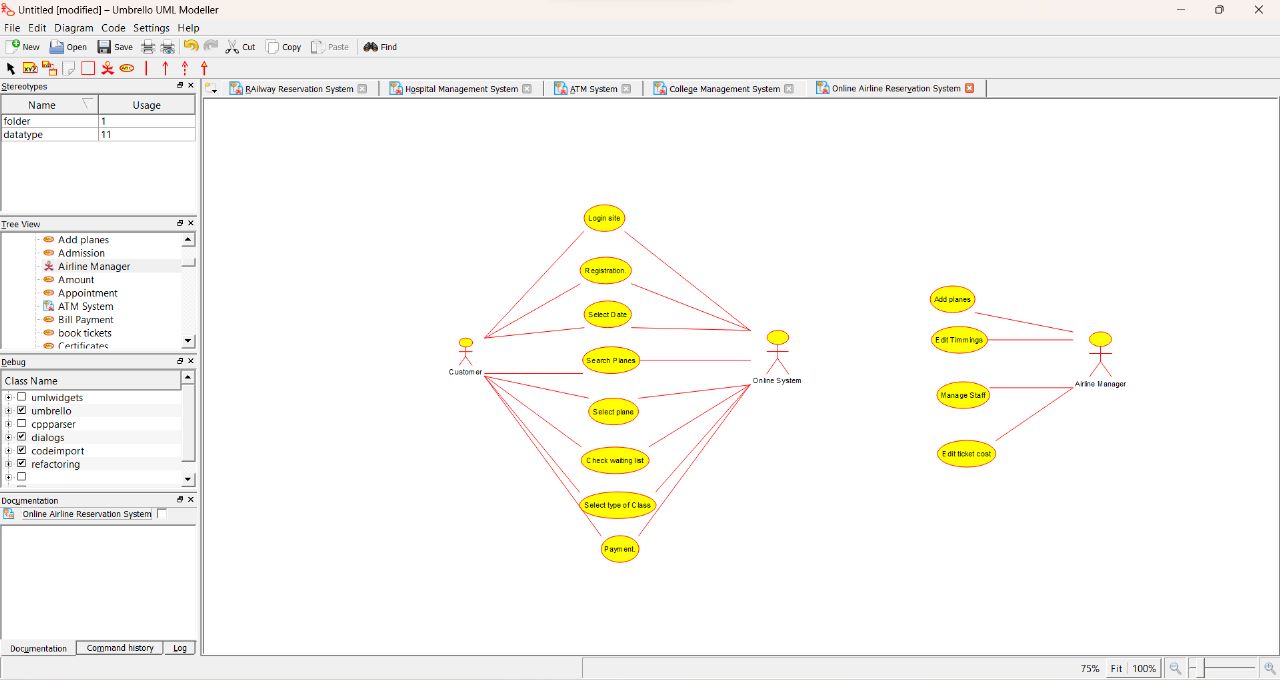 Untitled [modified] – Umbrello UML Modeller
File Edit Diagram Code Settings Help
New Open Save Cut Copy Paste Find
Stereotypes
Name Usage
folder 1
datatype 11
RAilway Reservation System
Hospital Management System
ATM System
College Management System
Online Airline Reservation System
Tree View
Add planes
Admission
Airline Manager
Amount
Appointment
ATM System
Bill Payment
book tickets
Certificates
Debug
Class Name
umlwidgets
umbrello
cppparser
dialogs
codeimport
refactoring
Documentation
Online Airline Reservation System
Documentation Command history Log
Login site
Registration.
Select Date
Search Planes
Select plane
Check waiting list
Select type of Class
Payment.
Customer
Online System
Add planes
Edit Timmings
Manage Staff
Edit ticket cost
Airline Manager
75% Fit 100%